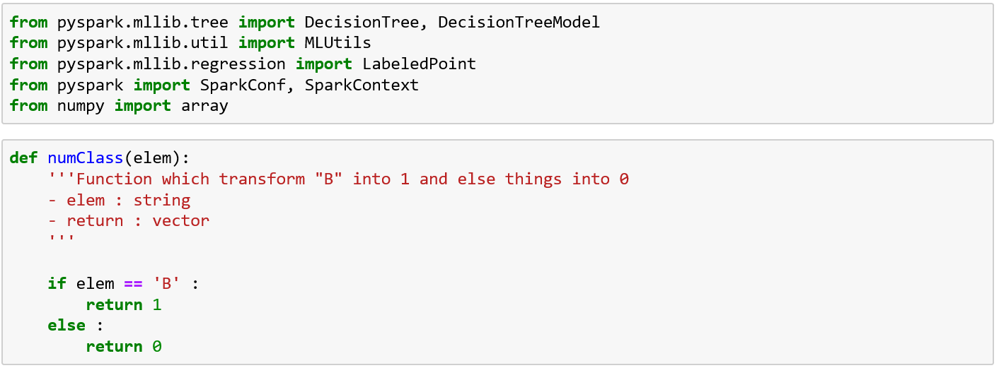 from pyspark.mllib.tree import DecisionTree, DecisionTreeModel
from pyspark.mllib.util import MLUtils
from pyspark.mllib.regression import LabeledPoint
from pyspark import SparkConf, SparkContext
from numpy import array
def numClass(elem):
    '''Function which transform "B" into 1 and else things into 0
    - elem : string
    - return : vector
    '''
    if elem == 'B' :
        return 1
    else :
        return 0